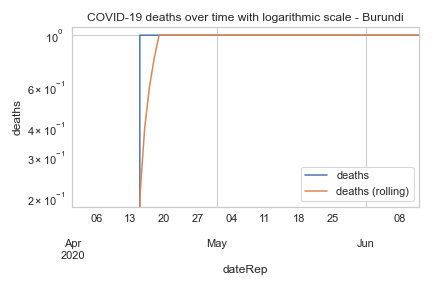 COVID-19 deaths over time with logarithmic scale - Burundi
deaths
10⁰
6 × 10⁻¹
4 × 10⁻¹
3 × 10⁻¹
2 × 10⁻¹
deaths
deaths (rolling)
06 13 20 27 04 11 18 25 08
Apr May Jun
2020
dateRep